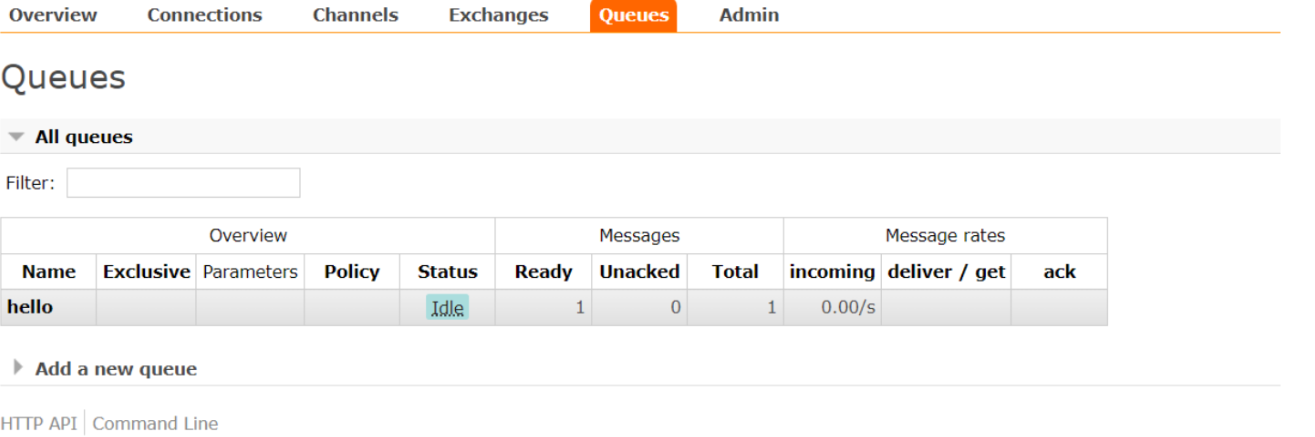 Overview Connections Channels Exchanges Queues Admin
Queues
All queues
Filter:
Overview Messages Message rates
Name Exclusive Parameters Policy Status Ready Unacked Total incoming deliver / get ack
hello Idle 1 0 1 0.00/s
Add a new queue
HTTP API Command Line